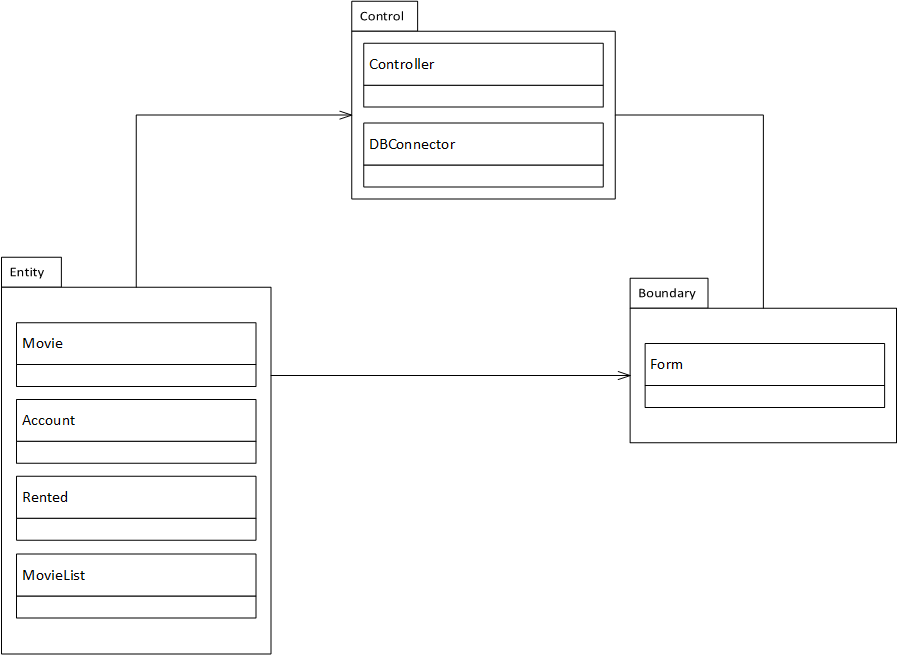 Control
Controller
DBConnector
Entity
Movie
Account
Rented
MovieList
Boundary
Form